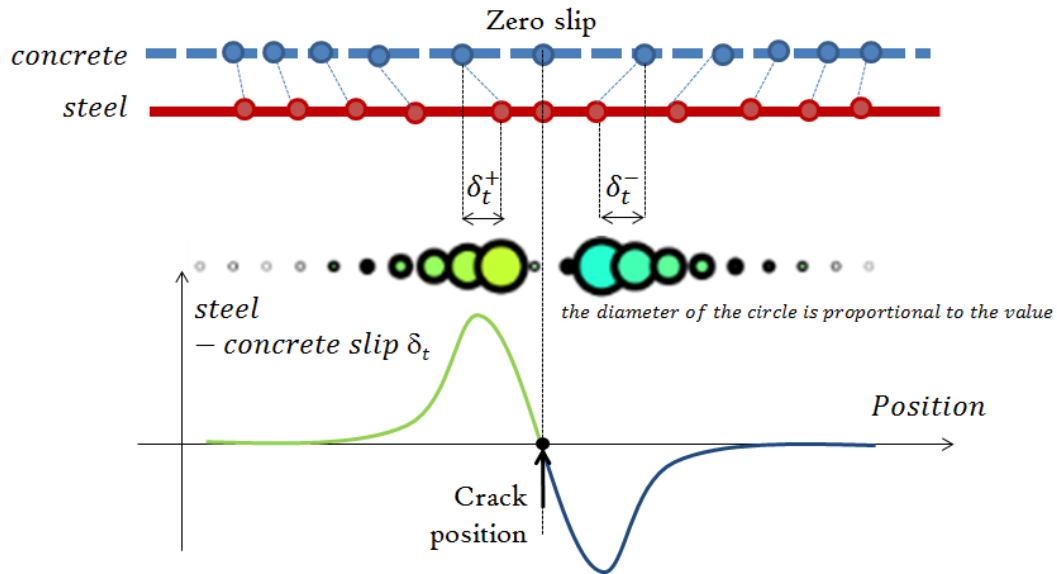 Zero slip
concrete
steel
δt+ δt−
steel
− concrete slip δt
the diameter of the circle is proportional to the value
Position
Crack
position